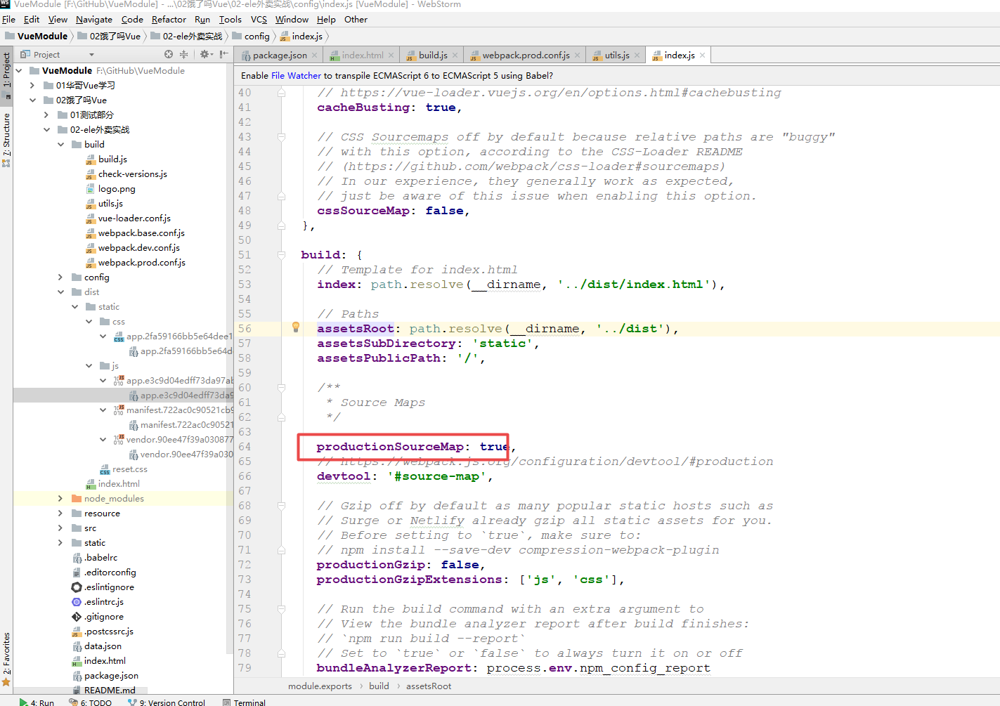 VueModule [F:\GitHub\VueModule] - ...\02饿了吗Vue\02-ele外卖实战\config\index.js [VueModule] - WebStorm
File Edit View Navigate Code Refactor Run Tools VCS Window Help Other
VueModule 02饿了吗Vue 02-ele外卖实战 config index.js
Project
package.json index.html build.js webpack.prod.conf.js utils.js index.js
1: Project
7: Structure
2: Favorites
VueModule F:\GitHub\VueModule
01华哥Vue学习
02饿了吗Vue
01测试部分
02-ele外卖实战
build
build.js
check-versions.js
logo.png
utils.js
vue-loader.conf.js
webpack.base.conf.js
webpack.dev.conf.js
webpack.prod.conf.js
config
dist
static
css
app.2fa59166bb5e64dee1
app.2fa59166bb5e64d
js
app.e3c9d04edff73da97ab
app.e3c9d04edff73da9
manifest.722ac0c90521cb9
manifest.722ac0c90521
vendor.90ee47f39a030877
vendor.90ee47f39a030
reset.css
index.html
node_modules
resource
src
static
.babelrc
.editorconfig
.eslintignore
.eslintrc.js
.gitignore
.postcssrc.js
data.json
index.html
package.json
README.md
Enable File Watcher to transpile ECMAScript 6 to ECMAScript 5 using Babel?
40 // https://vue-loader.vuejs.org/en/options.html#cachebusting
41 cacheBusting: true,
42
43 // CSS Sourcemaps off by default because relative paths are "buggy"
44 // with this option, according to the CSS-Loader README
45 // (https://github.com/webpack/css-loader#sourcemaps)
46 // In our experience, they generally work as expected,
47 // just be aware of this issue when enabling this option.
48 cssSourceMap: false,
49 },
50
51 build: {
52 // Template for index.html
53 index: path.resolve(__dirname, '../dist/index.html'),
54
55 // Paths
56 assetsRoot: path.resolve(__dirname, '../dist'),
57 assetsSubDirectory: 'static',
58 assetsPublicPath: '/',
59
60 /**
61 * Source Maps
62 */
63
64 productionSourceMap: true,
65 // https://webpack.js.org/configuration/devtool/#production
66 devtool: '#source-map',
67
68 // Gzip off by default as many popular static hosts such as
69 // Surge or Netlify already gzip all static assets for you.
70 // Before setting to `true`, make sure to:
71 // npm install --save-dev compression-webpack-plugin
72 productionGzip: false,
73 productionGzipExtensions: ['js', 'css'],
74
75 // Run the build command with an extra argument to
76 // View the bundle analyzer report after build finishes:
77 // `npm run build --report`
78 // Set to `true` or `false` to always turn it on or off
79 bundleAnalyzerReport: process.env.npm_config_report
module.exports build assetsRoot
4: Run 6: TODO 9: Version Control Terminal